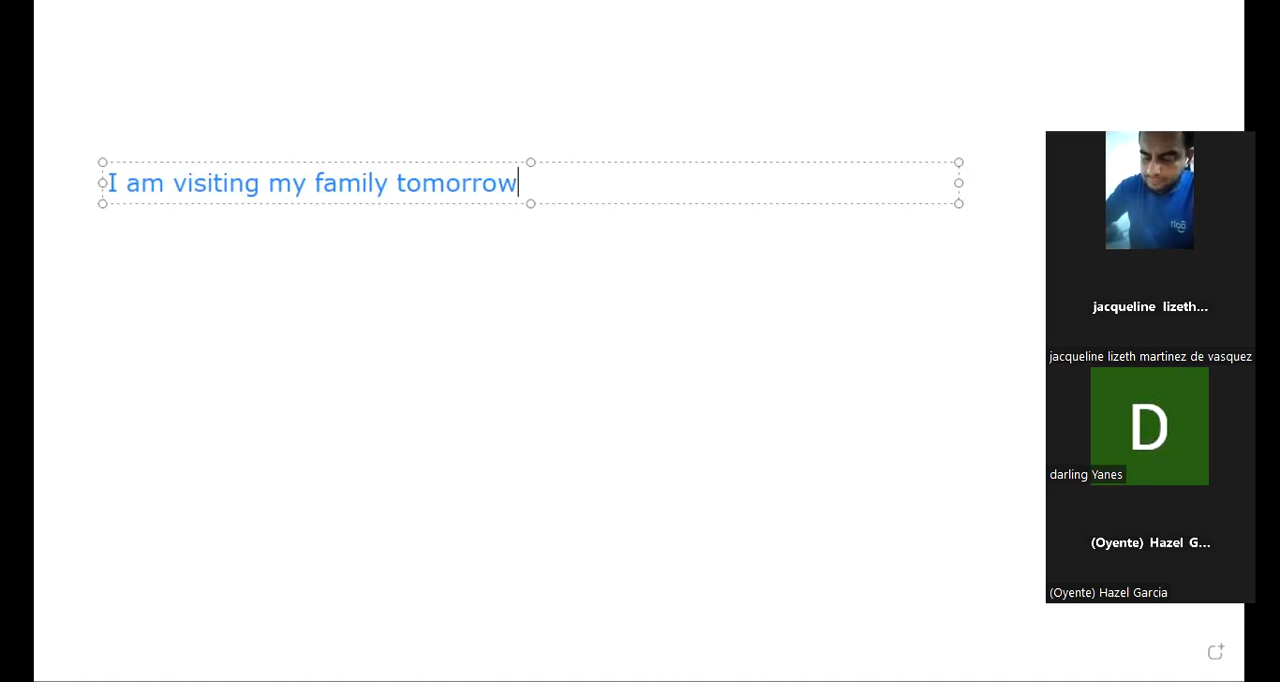 I am visiting my family tomorrow
tigo
jacqueline lizeth...
jacqueline lizeth martinez de vasquez
D
darling Yanes
(Oyente) Hazel G...
(Oyente) Hazel Garcia